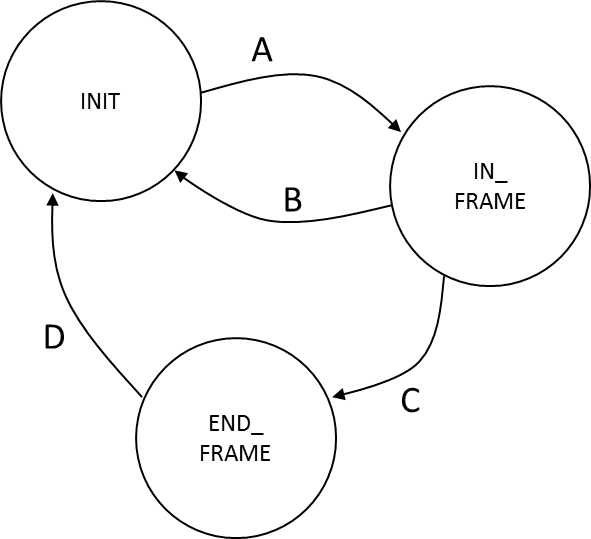 A
INIT
IN_
FRAME
B
D
C
END_
FRAME